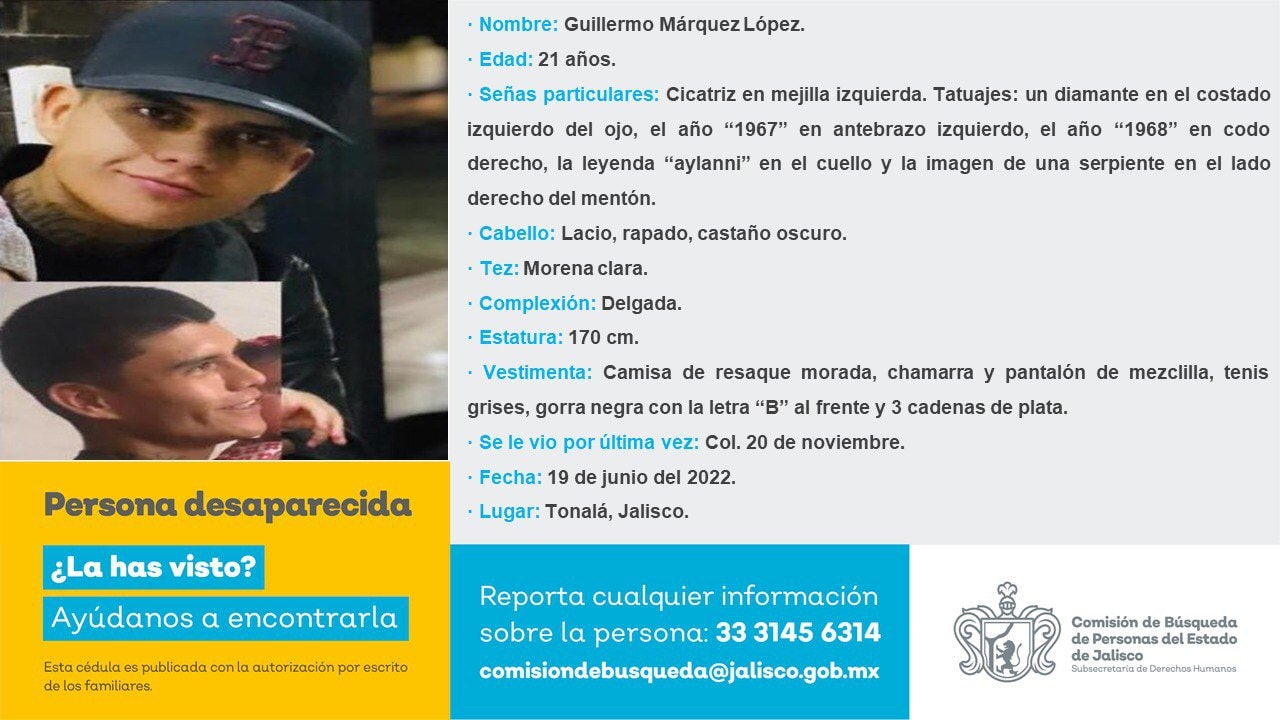 · Nombre: Guillermo Márquez López.
· Edad: 21 años.
· Señas particulares: Cicatriz en mejilla izquierda. Tatuajes: un diamante en el costado
izquierdo del ojo, el año “1967” en antebrazo izquierdo, el año “1968” en codo
derecho, la leyenda “aylanni” en el cuello y la imagen de una serpiente en el lado
derecho del mentón.
· Cabello: Lacio, rapado, castaño oscuro.
· Tez: Morena clara.
· Complexión: Delgada.
· Estatura: 170 cm.
· Vestimenta: Camisa de resaque morada, chamarra y pantalón de mezclilla, tenis
grises, gorra negra con la letra “B” al frente y 3 cadenas de plata.
· Se le vio por última vez: Col. 20 de noviembre.
· Fecha: 19 de junio del 2022.
· Lugar: Tonalá, Jalisco.
Persona desaparecida
¿La has visto?
Ayúdanos a encontrarla
Esta cédula es publicada con la autorización por escrito
de los familiares.
Reporta cualquier información
sobre la persona: 33 3145 6314
comisiondebusqueda@jalisco.gob.mx
Comisión de Búsqueda
de Personas del Estado
de Jalisco
Subsecretaría de Derechos Humanos